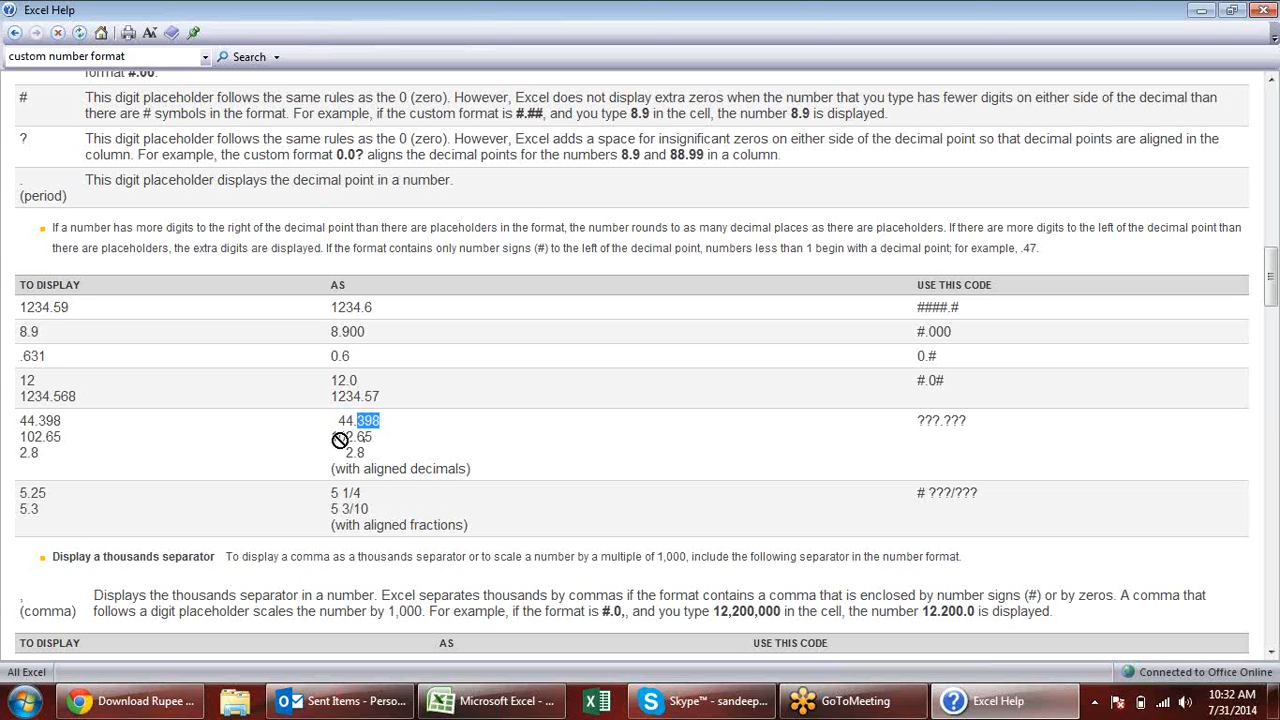 Excel Help
custom number format
Search
format #.00.
# This digit placeholder follows the same rules as the 0 (zero). However, Excel does not display extra zeros when the number that you type has fewer digits on either side of the decimal than
there are # symbols in the format. For example, if the custom format is #.##, and you type 8.9 in the cell, the number 8.9 is displayed.
? This digit placeholder follows the same rules as the 0 (zero). However, Excel adds a space for insignificant zeros on either side of the decimal point so that decimal points are aligned in the
column. For example, the custom format 0.0? aligns the decimal points for the numbers 8.9 and 88.99 in a column.
. This digit placeholder displays the decimal point in a number.
(period)
If a number has more digits to the right of the decimal point than there are placeholders in the format, the number rounds to as many decimal places as there are placeholders. If there are more digits to the left of the decimal point than
there are placeholders, the extra digits are displayed. If the format contains only number signs (#) to the left of the decimal point, numbers less than 1 begin with a decimal point; for example, .47.
TO DISPLAY AS USE THIS CODE
1234.59 1234.6 ####.#
8.9 8.900 #.000
.631 0.6 0.#
12 12.0 #.0#
1234.568 1234.57
44.398 44.398 ???.???
102.65 102.65
2.8 2.8
(with aligned decimals)
5.25 5 1/4 # ???/???
5.3 5 3/10
(with aligned fractions)
Display a thousands separator To display a comma as a thousands separator or to scale a number by a multiple of 1,000, include the following separator in the number format.
, Displays the thousands separator in a number. Excel separates thousands by commas if the format contains a comma that is enclosed by number signs (#) or by zeros. A comma that
(comma) follows a digit placeholder scales the number by 1,000. For example, if the format is #.0,, and you type 12,200,000 in the cell, the number 12.200.0 is displayed.
TO DISPLAY AS USE THIS CODE
All Excel Connected to Office Online
Download Rupee ... Sent Items - Perso... Microsoft Excel - ... Skype™ - sandeep... GoToMeeting Excel Help 10:32 AM
7/31/2014